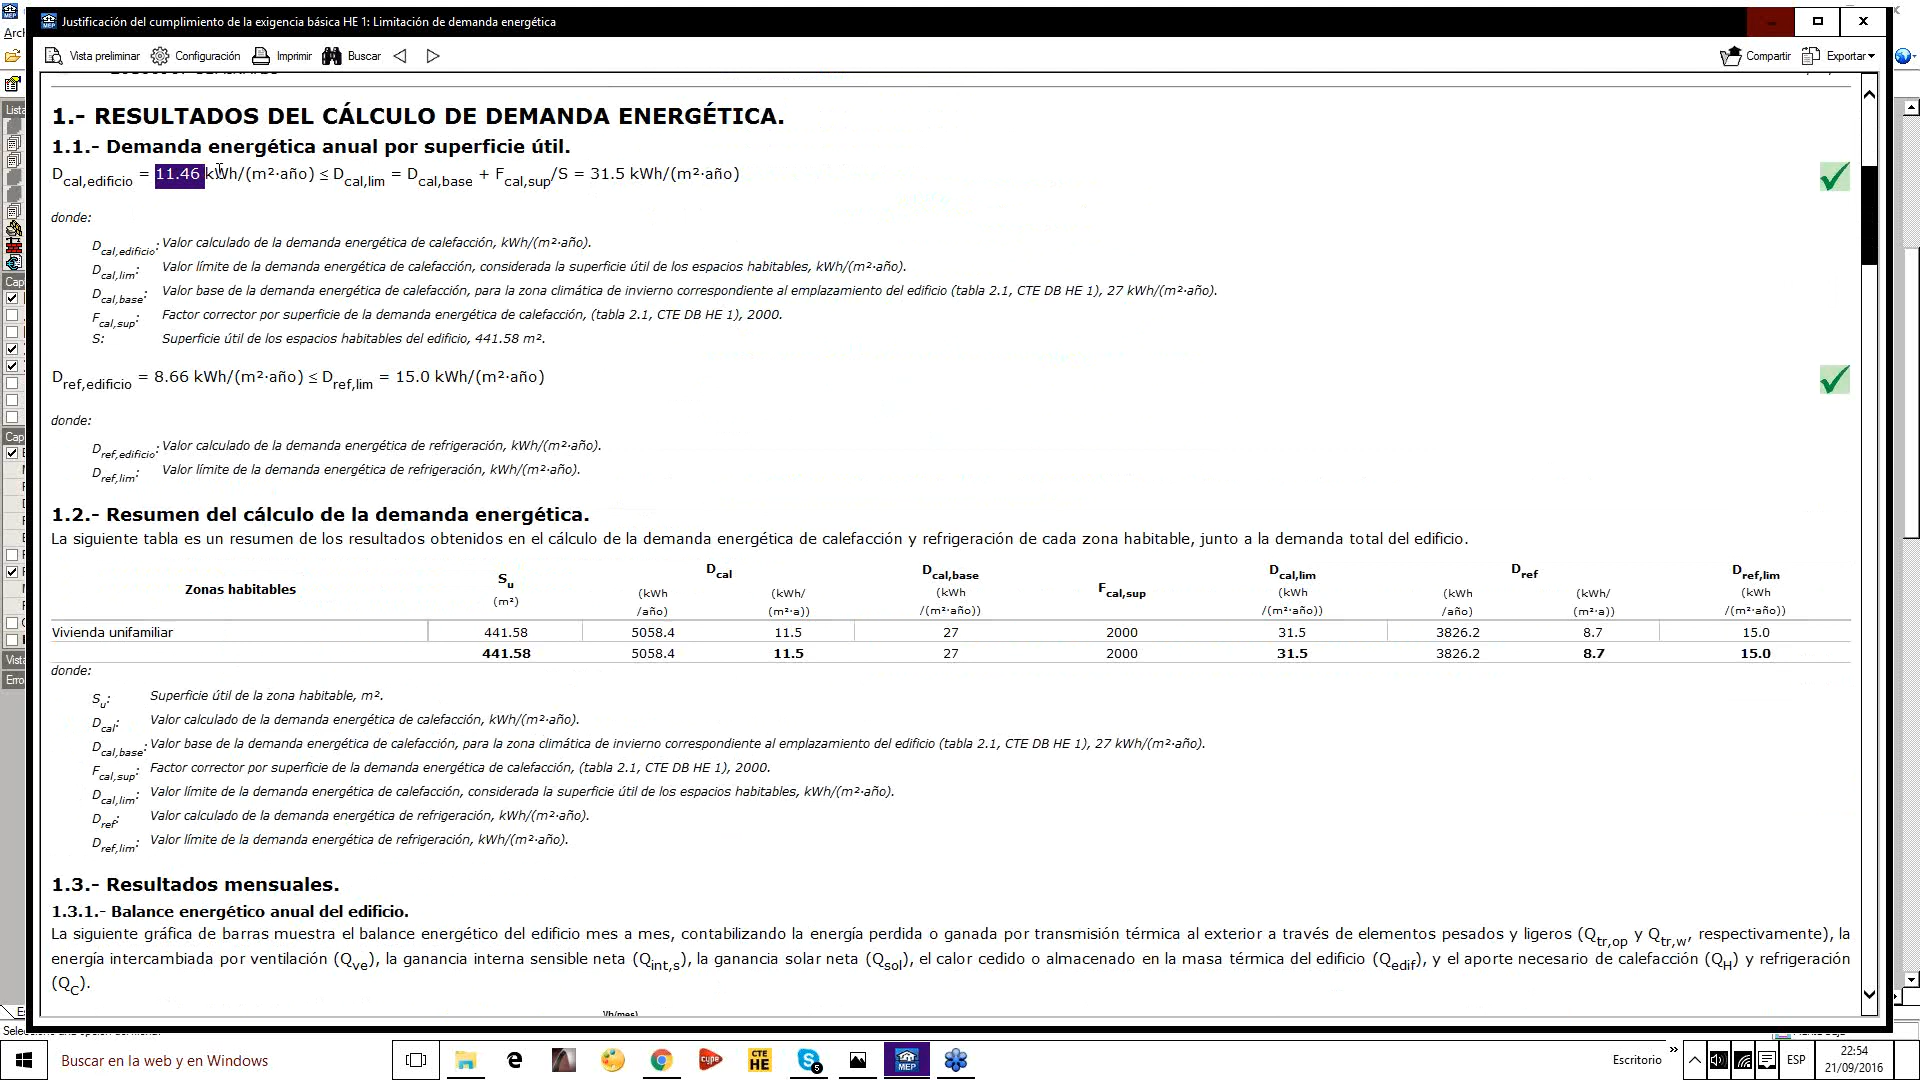 Justificación del cumplimiento de la exigencia básica HE 1: Limitación de demanda energética
Vista preliminar Configuración Imprimir Buscar Compartir Exportar
1.- RESULTADOS DEL CÁLCULO DE DEMANDA ENERGÉTICA.
1.1.- Demanda energética anual por superficie útil.
Dcal,edificio = 11.46 kWh/(m²·año) ≤ Dcal,lim = Dcal,base + Fcal,sup/S = 31.5 kWh/(m²·año)
donde:
Dcal,edificio: Valor calculado de la demanda energética de calefacción, kWh/(m²·año).
Dcal,lim: Valor límite de la demanda energética de calefacción, considerada la superficie útil de los espacios habitables, kWh/(m²·año).
Dcal,base: Valor base de la demanda energética de calefacción, para la zona climática de invierno correspondiente al emplazamiento del edificio (tabla 2.1, CTE DB HE 1), 27 kWh/(m²·año).
Fcal,sup: Factor corrector por superficie de la demanda energética de calefacción, (tabla 2.1, CTE DB HE 1), 2000.
S: Superficie útil de los espacios habitables del edificio, 441.58 m².
Dref,edificio = 8.66 kWh/(m²·año) ≤ Dref,lim = 15.0 kWh/(m²·año)
donde:
Dref,edificio: Valor calculado de la demanda energética de refrigeración, kWh/(m²·año).
Dref,lim: Valor límite de la demanda energética de refrigeración, kWh/(m²·año).
1.2.- Resumen del cálculo de la demanda energética.
La siguiente tabla es un resumen de los resultados obtenidos en el cálculo de la demanda energética de calefacción y refrigeración de cada zona habitable, junto a la demanda total del edificio.
Zonas habitables Su (m²) Dcal (kWh /año) (kWh/ (m²·a)) Dcal,base (kWh /(m²·año)) Fcal,sup Dcal,lim (kWh /(m²·año)) Dref (kWh /año) (kWh/ (m²·a)) Dref,lim (kWh /(m²·año))
Vivienda unifamiliar 441.58 5058.4 11.5 27 2000 31.5 3826.2 8.7 15.0
441.58 5058.4 11.5 27 2000 31.5 3826.2 8.7 15.0
donde:
Su: Superficie útil de la zona habitable, m².
Dcal: Valor calculado de la demanda energética de calefacción, kWh/(m²·año).
Dcal,base: Valor base de la demanda energética de calefacción, para la zona climática de invierno correspondiente al emplazamiento del edificio (tabla 2.1, CTE DB HE 1), 27 kWh/(m²·año).
Fcal,sup: Factor corrector por superficie de la demanda energética de calefacción, (tabla 2.1, CTE DB HE 1), 2000.
Dcal,lim: Valor límite de la demanda energética de calefacción, considerada la superficie útil de los espacios habitables, kWh/(m²·año).
Dref: Valor calculado de la demanda energética de refrigeración, kWh/(m²·año).
Dref,lim: Valor límite de la demanda energética de refrigeración, kWh/(m²·año).
1.3.- Resultados mensuales.
1.3.1.- Balance energético anual del edificio.
La siguiente gráfica de barras muestra el balance energético del edificio mes a mes, contabilizando la energía perdida o ganada por transmisión térmica al exterior a través de elementos pesados y ligeros (Qtr,op y Qtr,w, respectivamente), la
energía intercambiada por ventilación (Qve), la ganancia interna sensible neta (Qint,s), la ganancia solar neta (Qsol), el calor cedido o almacenado en la masa térmica del edificio (Qedif), y el aporte necesario de calefacción (QH) y refrigeración
(QC).
Buscar en la web y en Windows
CTE HE
MEP
Escritorio
ESP
22:54
21/09/2016